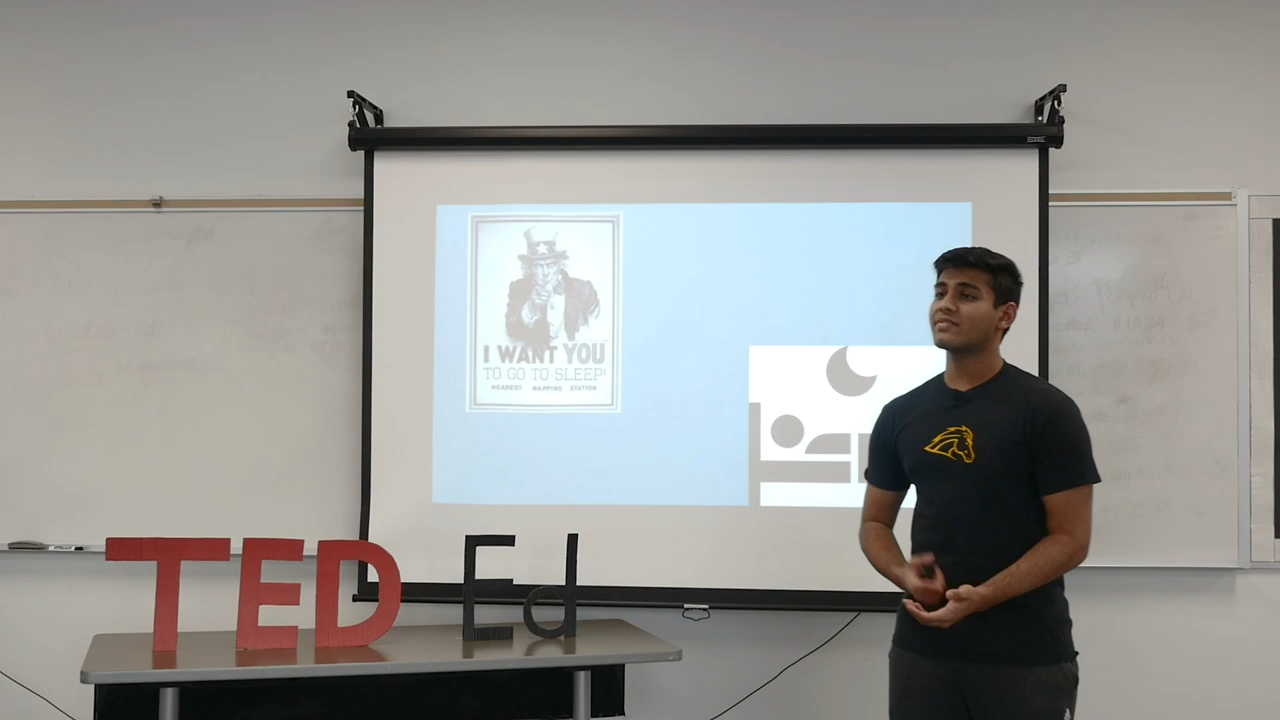 I WANT YOU
TO GO TO SLEEP!
NEAREST NAPPING STATION
TED Ed